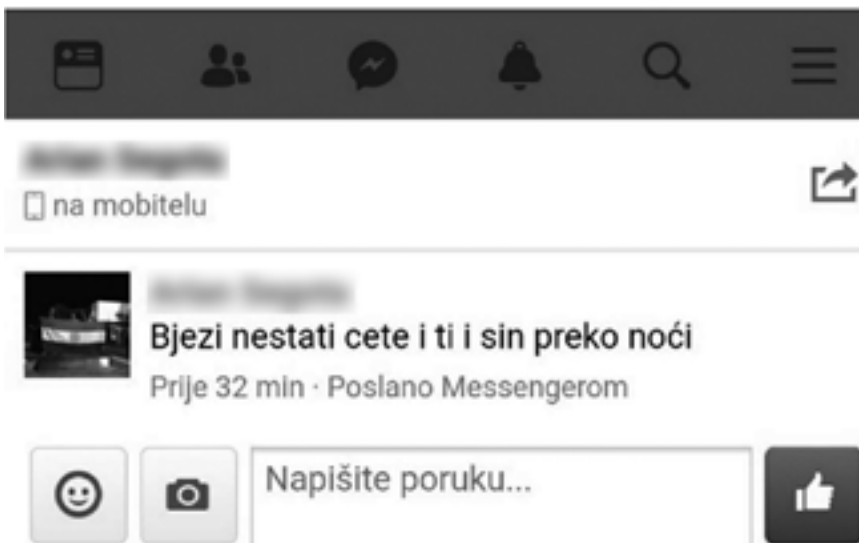 na mobitelu
Bjezi nestati cete i ti i sin preko noći
Prije 32 min · Poslano Messengerom
Napišite poruku...